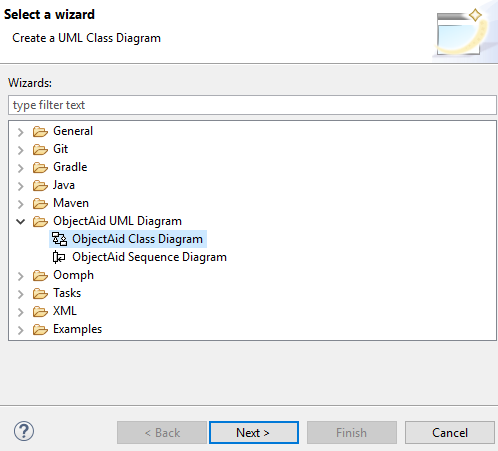 Select a wizard
Create a UML Class Diagram
Wizards:
type filter text
General
Git
Gradle
Java
Maven
ObjectAid UML Diagram
ObjectAid Class Diagram
ObjectAid Sequence Diagram
Oomph
Tasks
XML
Examples
? < Back Next > Finish Cancel